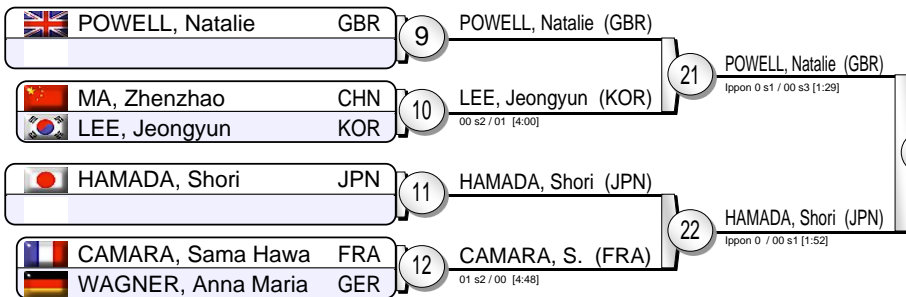 POWELL, Natalie GBR
9
POWELL, Natalie (GBR)
MA, Zhenzhao CHN
LEE, Jeongyun KOR
10
LEE, Jeongyun (KOR)
00 s2 / 01 [4:00]
21
POWELL, Natalie (GBR)
Ippon 0 s1 / 00 s3 [1:29]
HAMADA, Shori JPN
11
HAMADA, Shori (JPN)
CAMARA, Sama Hawa FRA
WAGNER, Anna Maria GER
12
CAMARA, S. (FRA)
01 s2 / 00 [4:48]
22
HAMADA, Shori (JPN)
Ippon 0 / 00 s1 [1:52]